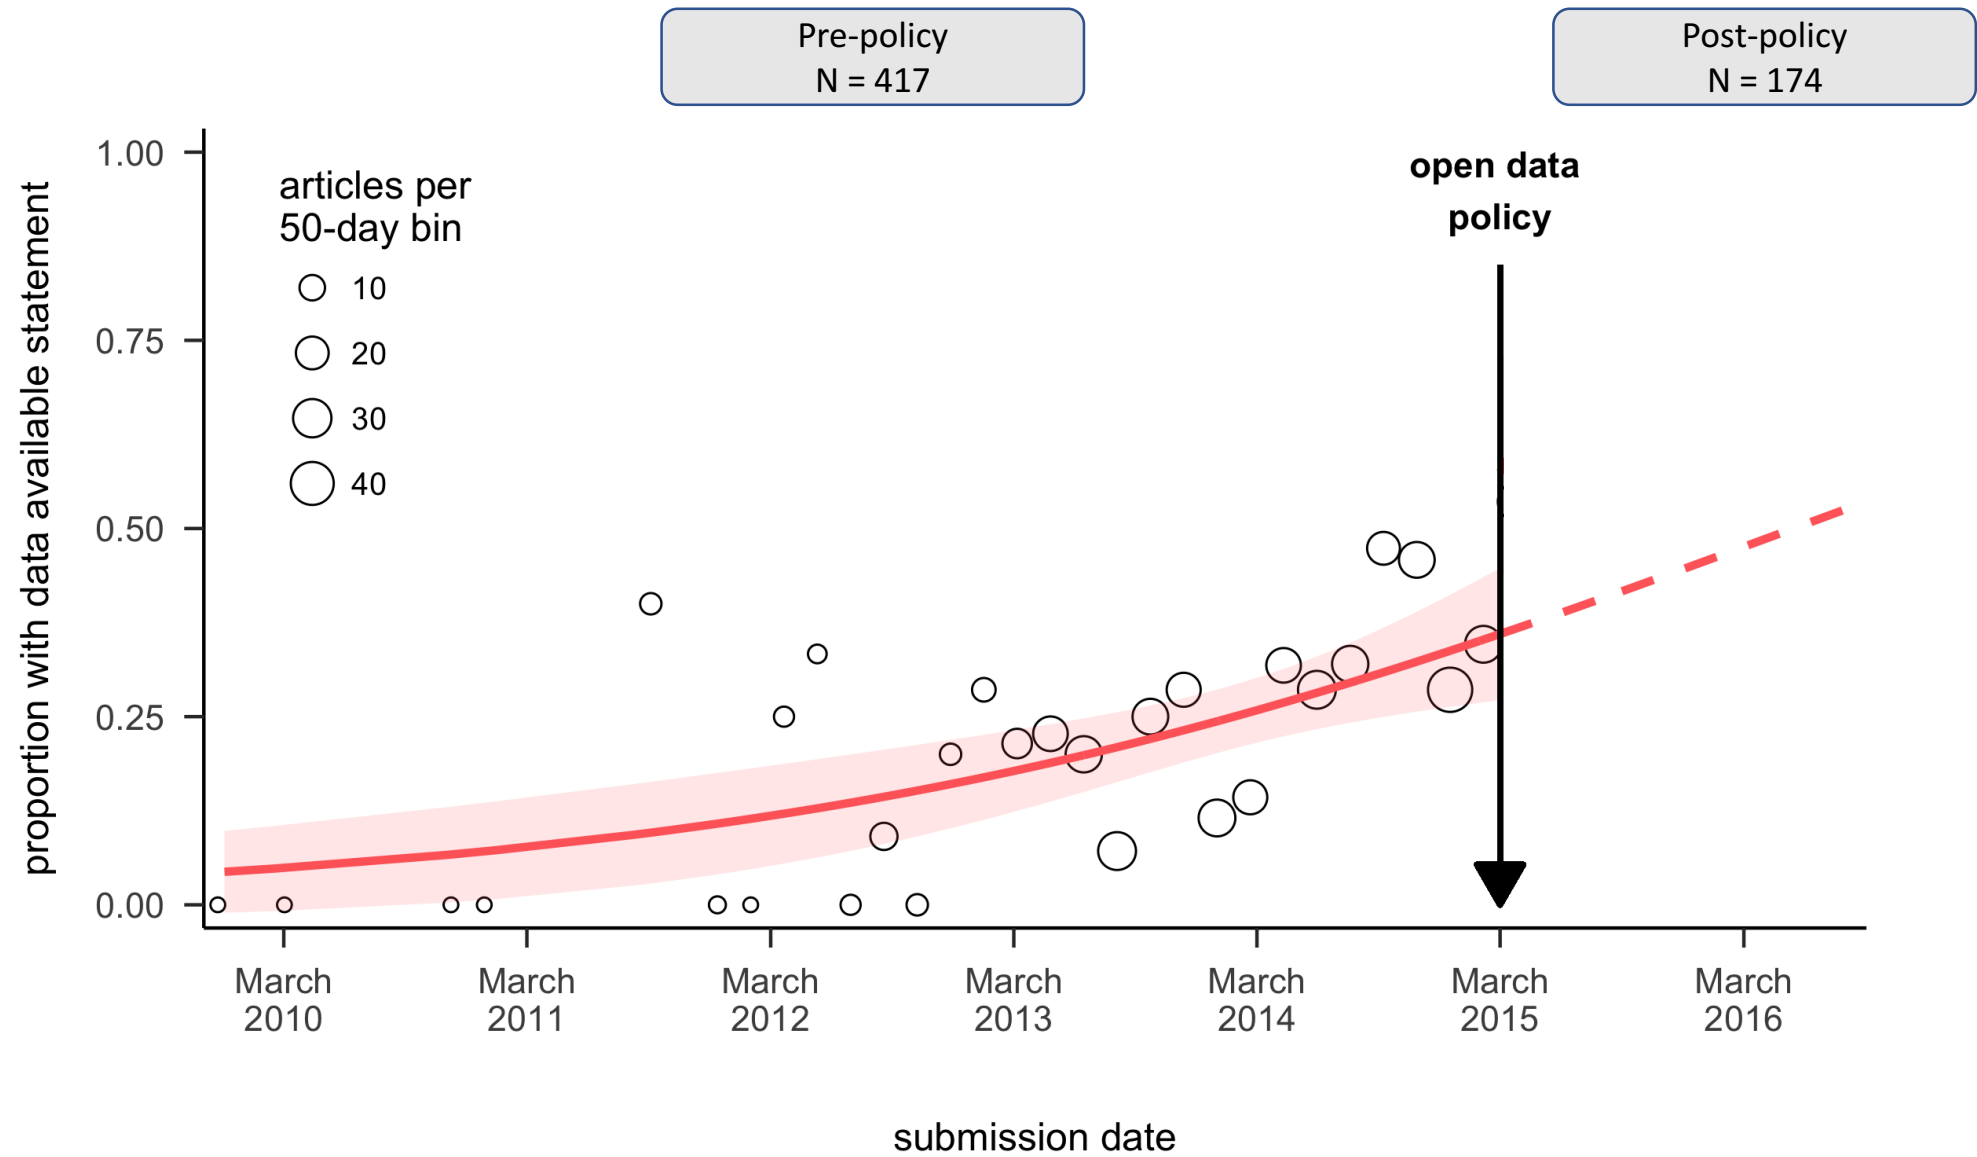 Pre-policy
N = 417
Post-policy
N = 174
proportion with data available statement
1.00
0.75
0.50
0.25
0.00
articles per
50-day bin
10
20
30
40
open data
policy
March
2010
March
2011
March
2012
March
2013
March
2014
March
2015
March
2016
submission date